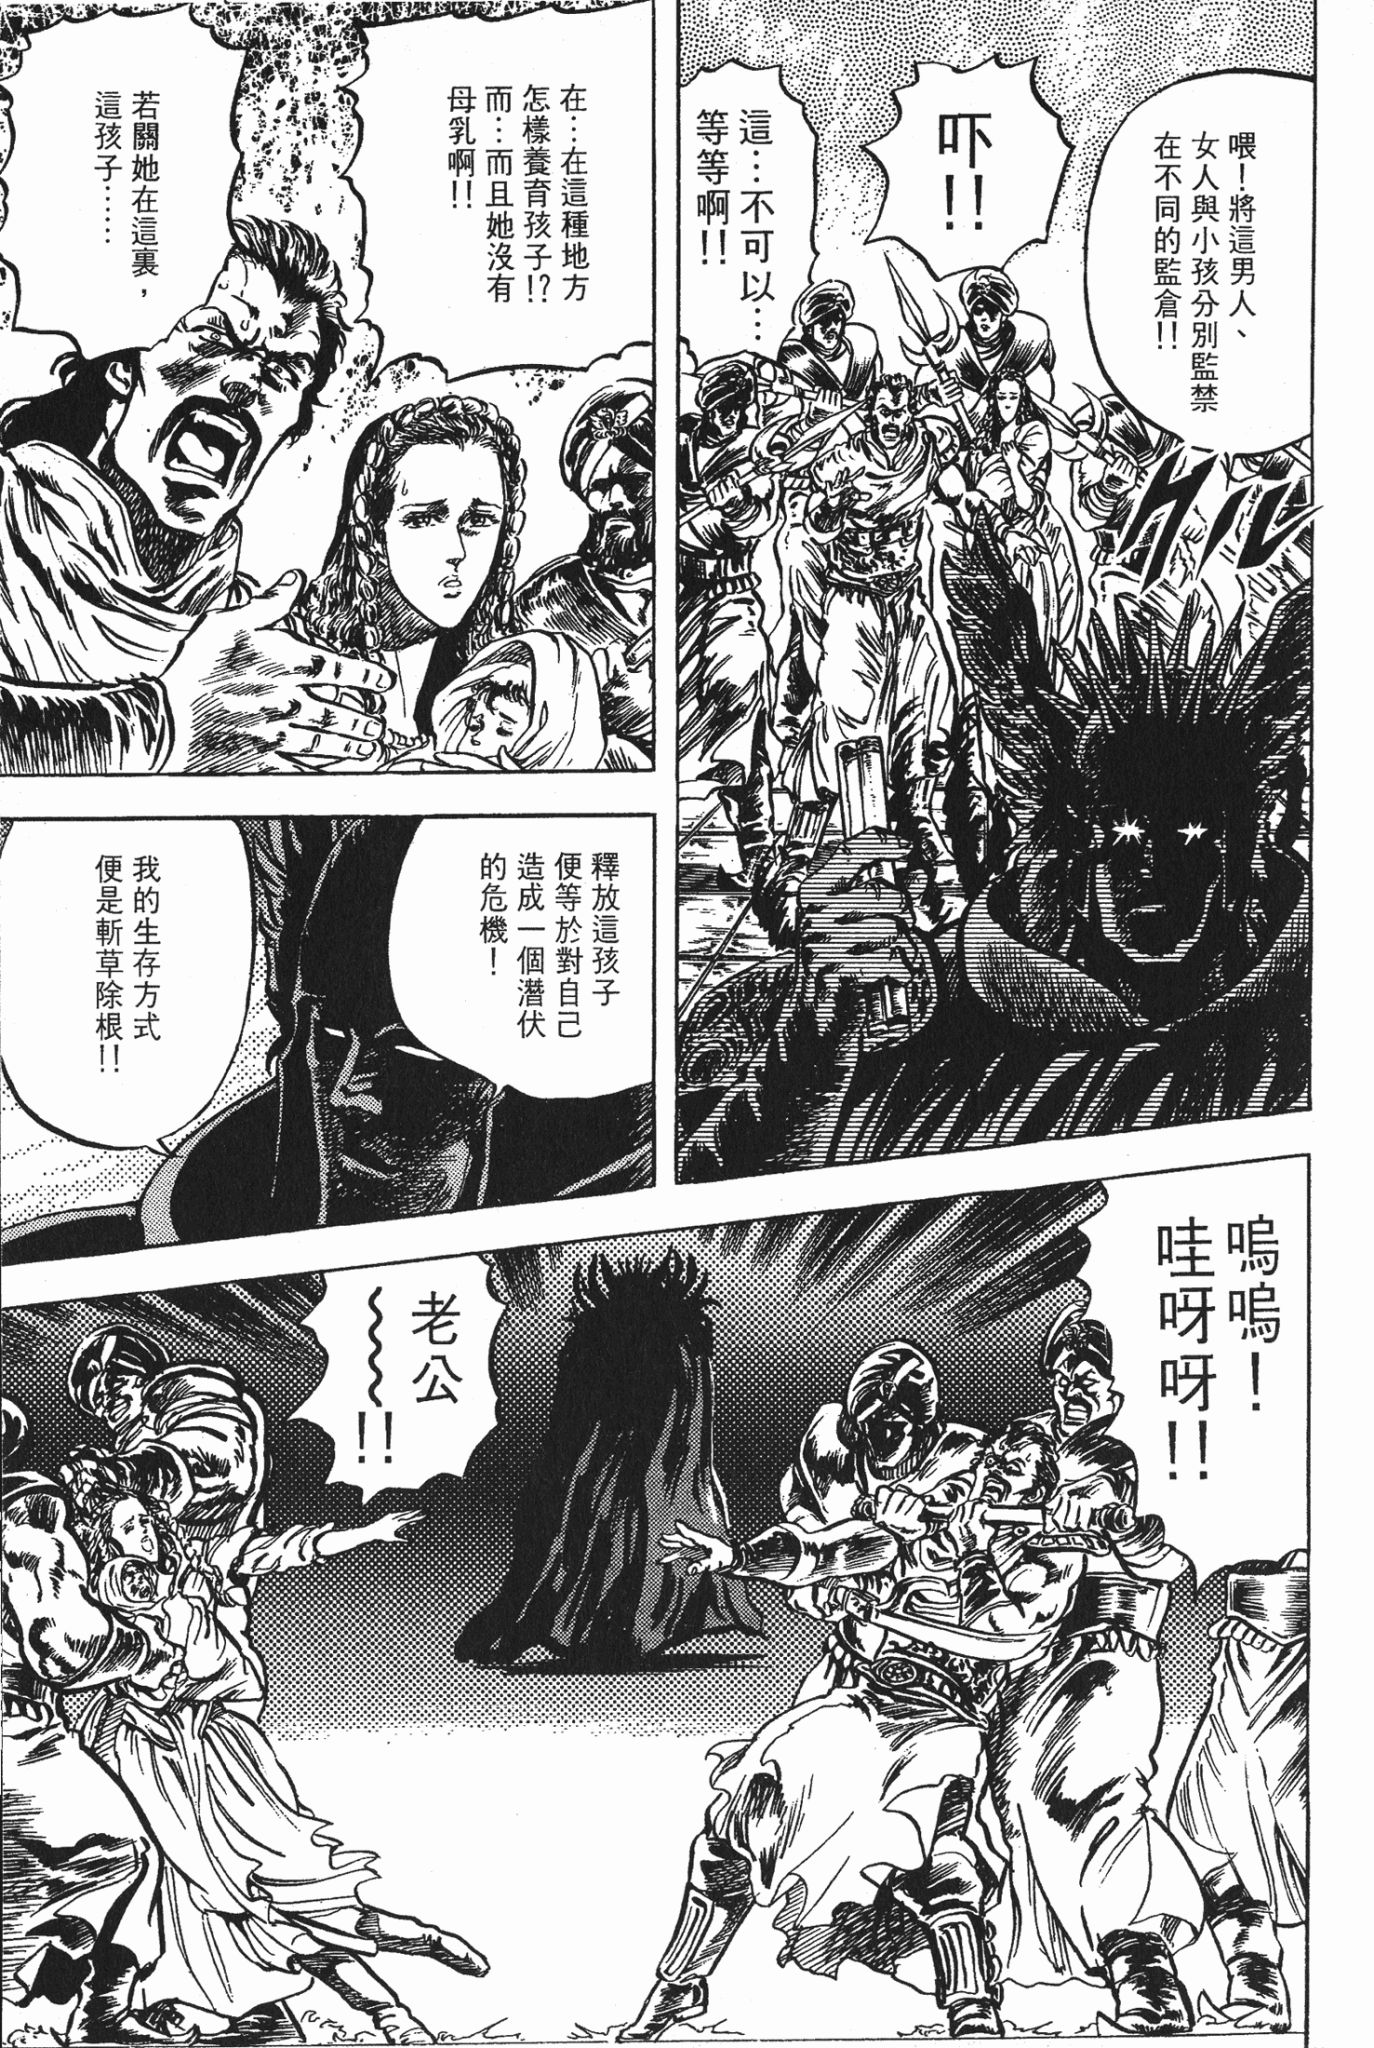 喂!將這男人、
女人與小孩分別監禁
在不同的監倉!!
吓!!
這…不可以…
等等啊!!
クルッ
在…在這種地方
怎樣養育孩子!?
而…而且她沒有
母乳啊!!
若關她在這裏，
這孩子……
釋放這孩子
便等於對自己
造成一個潛伏
的危機!
我的生存方式
便是斬草除根!!
嗚嗚!
哇呀呀!!
老公
〜〜!!